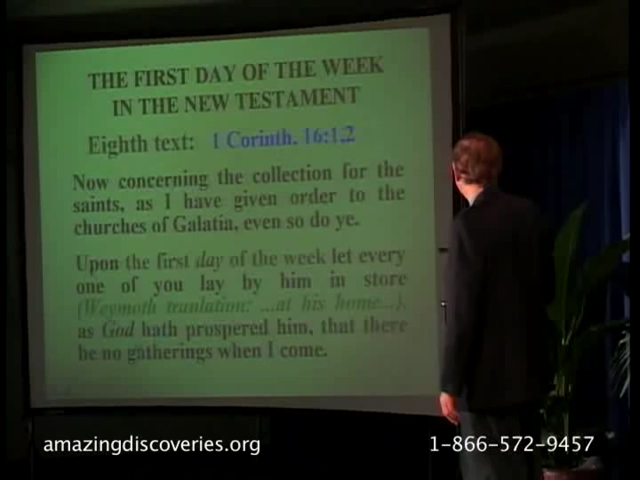 THE FIRST DAY OF THE WEEK
IN THE NEW TESTAMENT
Eighth text: 1 Corinth. 16:1,2
Now concerning the collection for the
saints, as I have given order to the
churches of Galatia, even so do ye.
Upon the first day of the week let every
one of you lay by him in store
(Weymoth tranlation: ...at his home...),
as God hath prospered him, that there
be no gatherings when I come.
amazingdiscoveries.org
1-866-572-9457